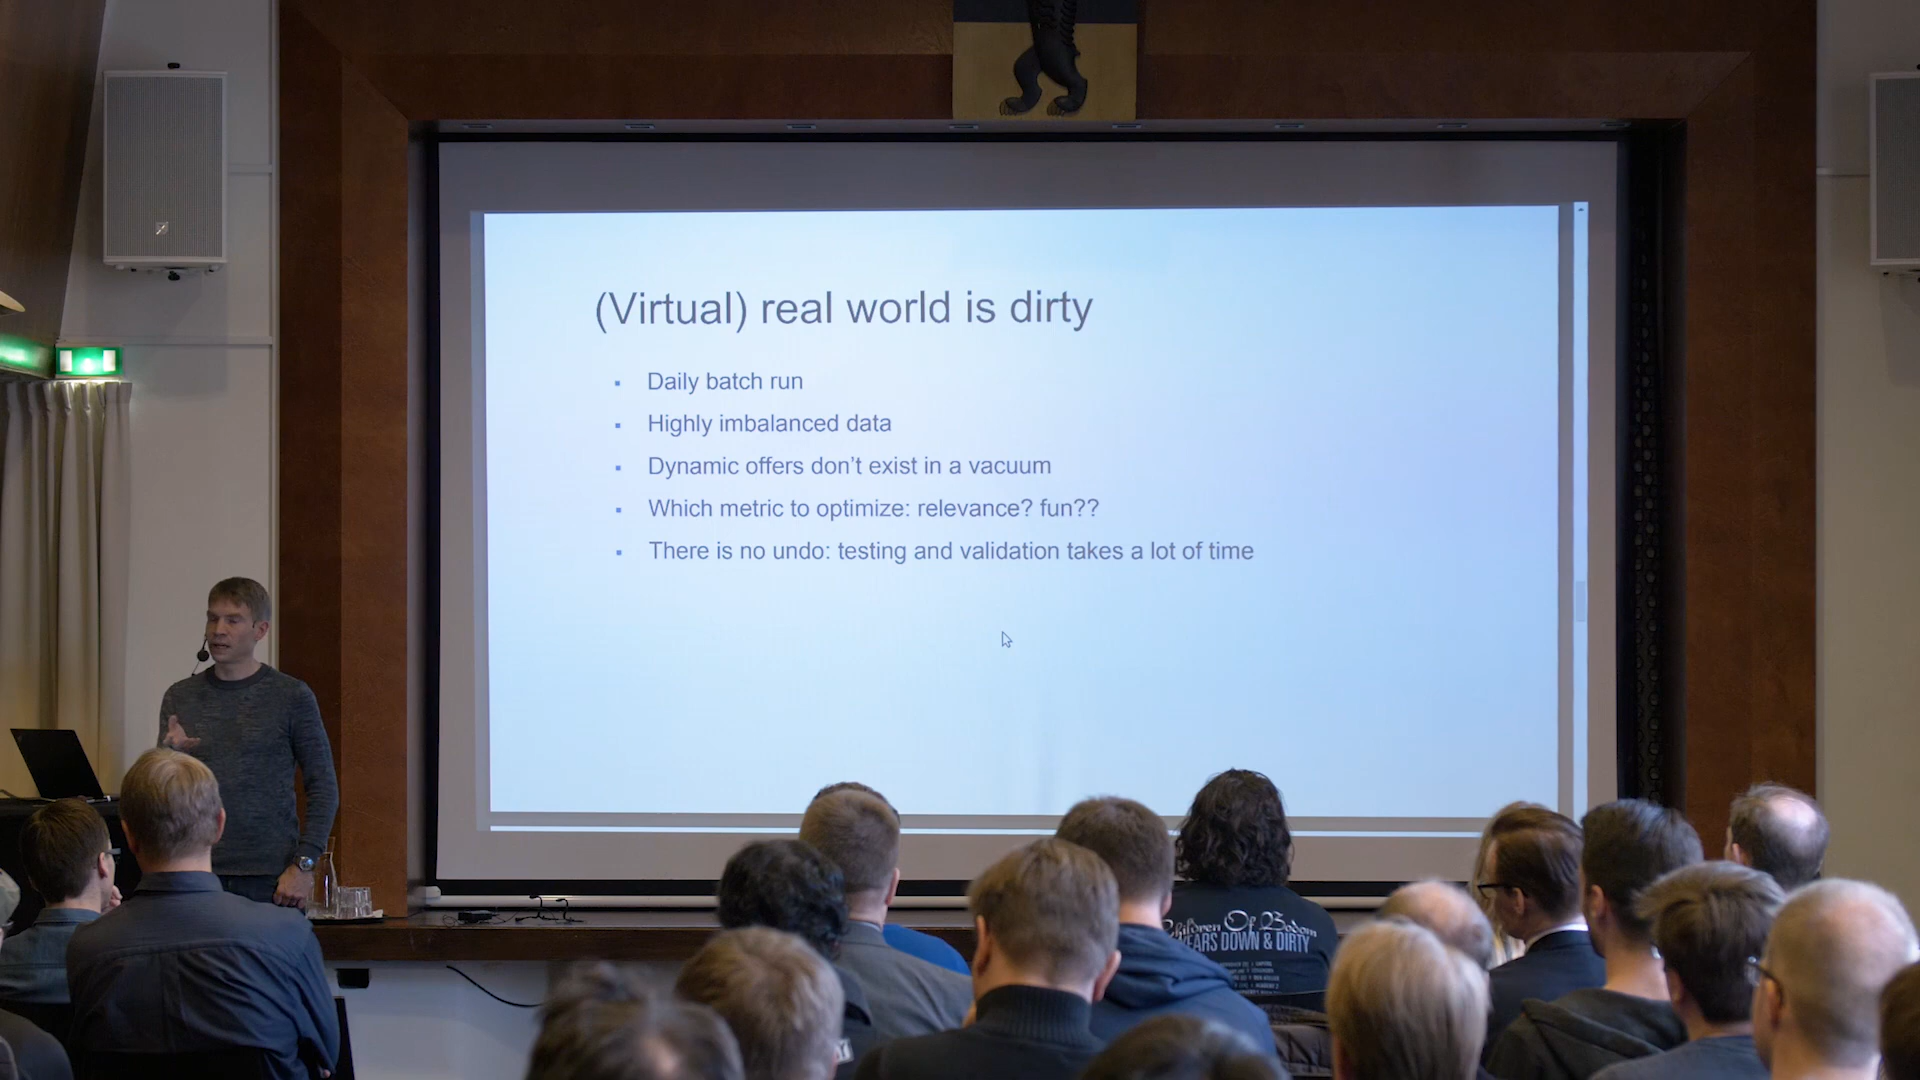 (Virtual) real world is dirty
▪ Daily batch run
▪ Highly imbalanced data
▪ Dynamic offers don't exist in a vacuum
▪ Which metric to optimize: relevance? fun??
▪ There is no undo: testing and validation takes a lot of time
Children Of Bodom
YEARS DOWN & DIRTY